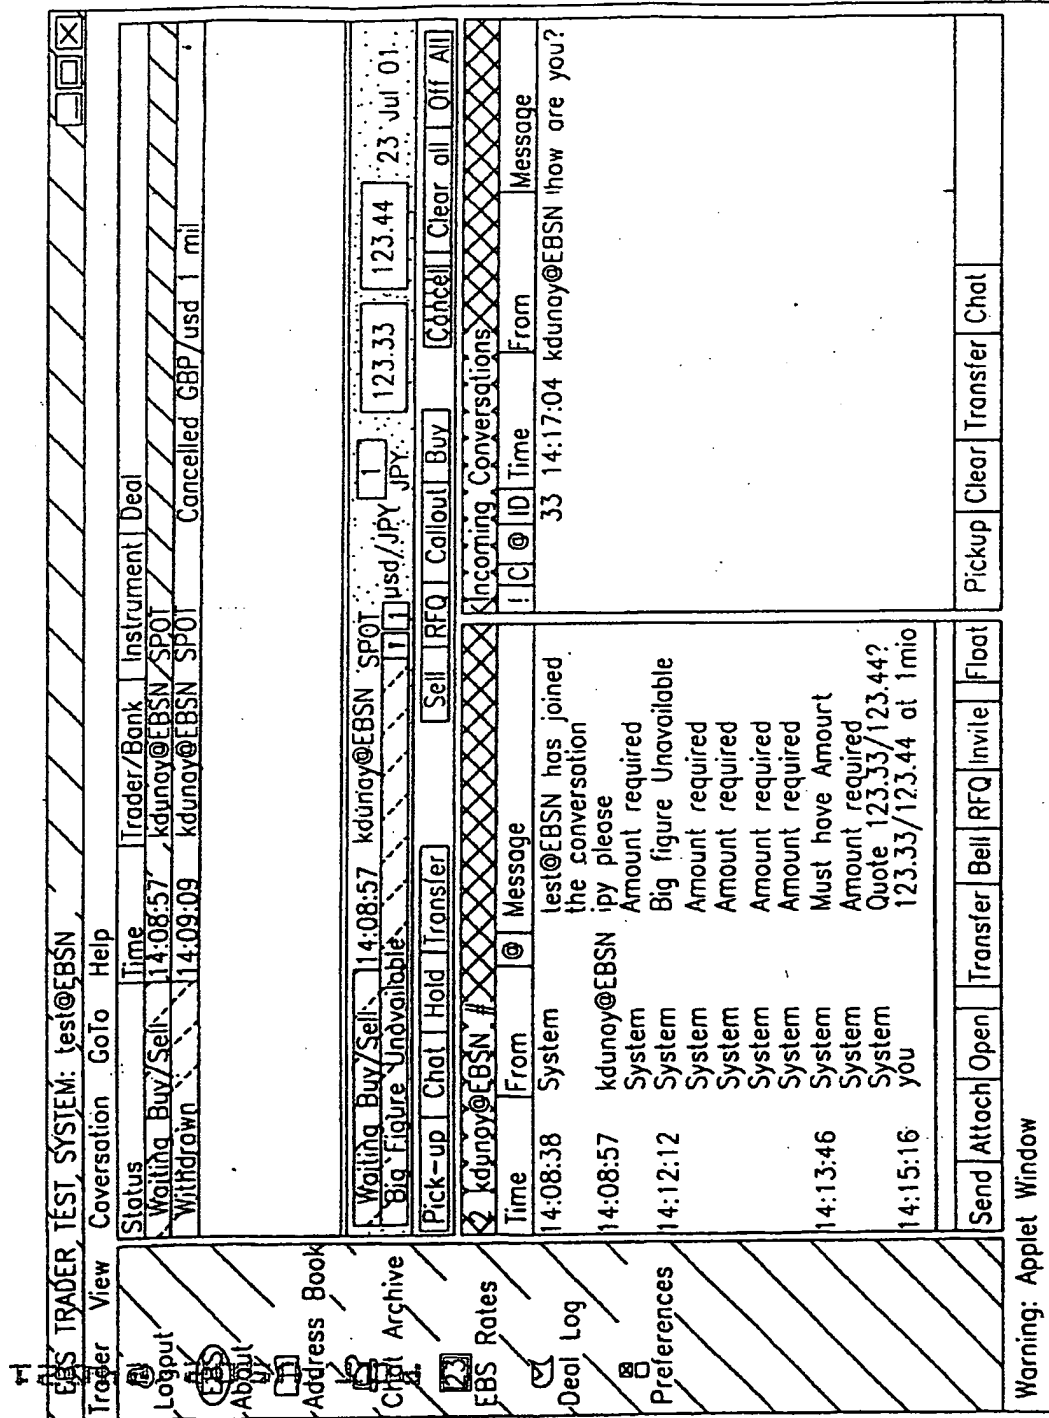 EBS TRADER TEST, SYSTEM: test@EBSN
Trader View Coversation GoTo Help
Logout
EBS
About
Address Book
Chat Archive
123
EBS Rates
Deal Log
Preferences
Status Time Trader/Bank Instrument Deal
Waiting Buy/Sell 14:08:57 kdunay@EBSN SPOT
Withdrawn 14:09:09 kdunay@EBSN SPOT Cancelled GBP/usd 1 mil
Waiting Buy/Sell 14:08:57 kdunay@EBSN SPOT 1 123.33 123.44 23 Jul 01
Big Figure Unavailable 1 usd/JPY JPY
Pick-up Chat Hold Transfer Sell RFQ Callout Buy Cancell Clear all Off All
2 kdunay@EBSN #
Time From @ Message
14:08:38 System test@EBSN has joined
the conversation
14:08:57 kdunay@EBSN ipy please
System Amount required
14:12:12 System Big figure Unavailable
System Amount required
System Amount required
System Amount required
System Amount required
14:13:46 System Must have Amount
System Amount required
System Quote 123.33/123.44?
14:15:16 you 123.33/123.44 at 1mio
Send Attach Open Transfer Bell RFQ Invile Float
Incoming Conversations
! C @ ID Time From Message
33 14:17:04 kdunay@EBSN how are you?
Pickup Clear Transfer Chat
Warning: Applet Window